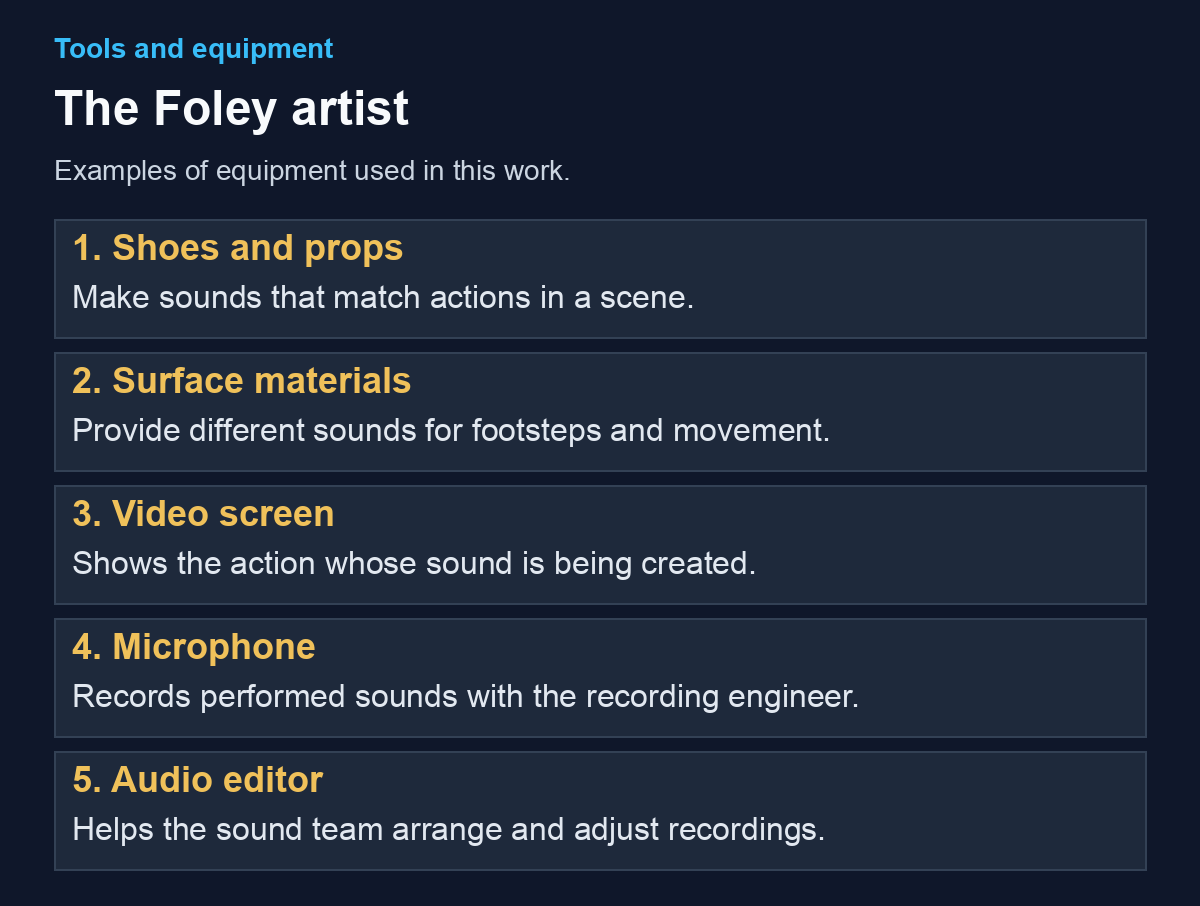 Tools and equipment
The Foley artist
Examples of equipment used in this work.
1. Shoes and props
Make sounds that match actions in a scene.
2. Surface materials
Provide different sounds for footsteps and movement.
3. Video screen
Shows the action whose sound is being created.
4. Microphone
Records performed sounds with the recording engineer.
5. Audio editor
Helps the sound team arrange and adjust recordings.